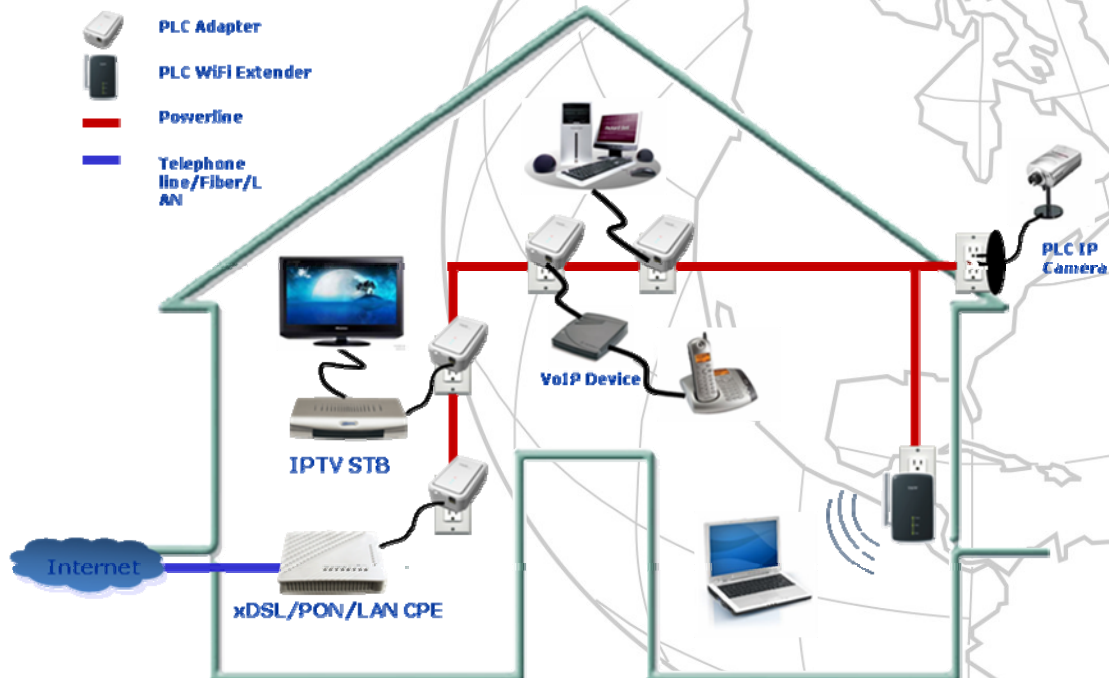 PLC Adapter
PLC WiFi Extender
Powerline
Telephone
line/Fiber/L
AN
PLC IP
Camera
VoIP Device
IPTV STB
Internet
xDSL/PON/LAN CPE